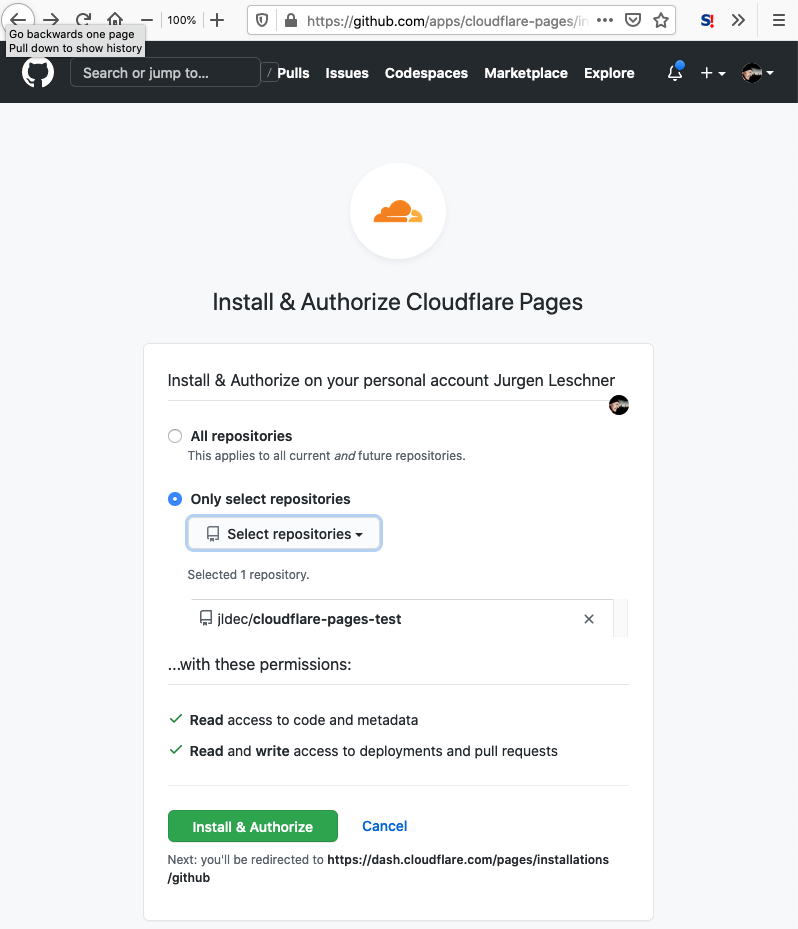 100%
https://github.com/apps/cloudflare-pages/in
S!
Go backwards one page
Pull down to show history
Search or jump to...
/
Pulls
Issues
Codespaces
Marketplace
Explore
Install & Authorize Cloudflare Pages
Install & Authorize on your personal account Jurgen Leschner
All repositories
This applies to all current and future repositories.
Only select repositories
Select repositories
Selected 1 repository.
jldec/cloudflare-pages-test
...with these permissions:
Read access to code and metadata
Read and write access to deployments and pull requests
Install & Authorize
Cancel
Next: you'll be redirected to https://dash.cloudflare.com/pages/installations
/github